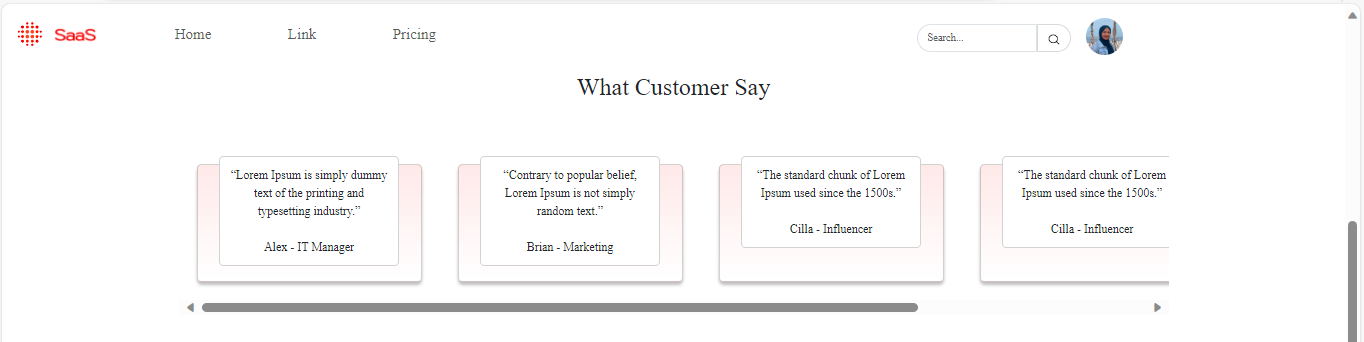 SaaS
Home
Link
Pricing
Search...
What Customer Say
“Lorem Ipsum is simply dummy
text of the printing and
typesetting industry.”
Alex - IT Manager
“Contrary to popular belief,
Lorem Ipsum is not simply
random text.”
Brian - Marketing
“The standard chunk of Lorem
Ipsum used since the 1500s.”
Cilla - Influencer
“The standard chunk of Lorem
Ipsum used since the 1500s.”
Cilla - Influencer